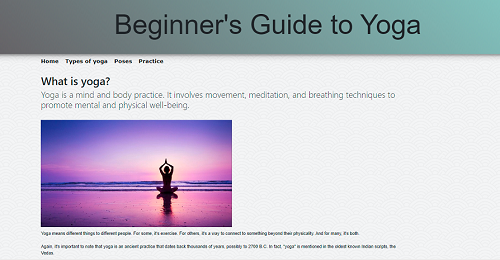 Beginner's Guide to Yoga
Home Types of yoga Poses Practice
What is yoga?
Yoga is a mind and body practice. It involves movement, meditation, and breathing techniques to
promote mental and physical well-being.
Yoga means different things to different people. For some, it's exercise. For others, it's a way to connect to something beyond their physicality. And for many, it's both.
Again, it's important to note that yoga is an ancient practice that dates back thousands of years, possibly to 2700 B.C. In fact, "yoga" is mentioned in the oldest known Indian scripts, the
Vedas.